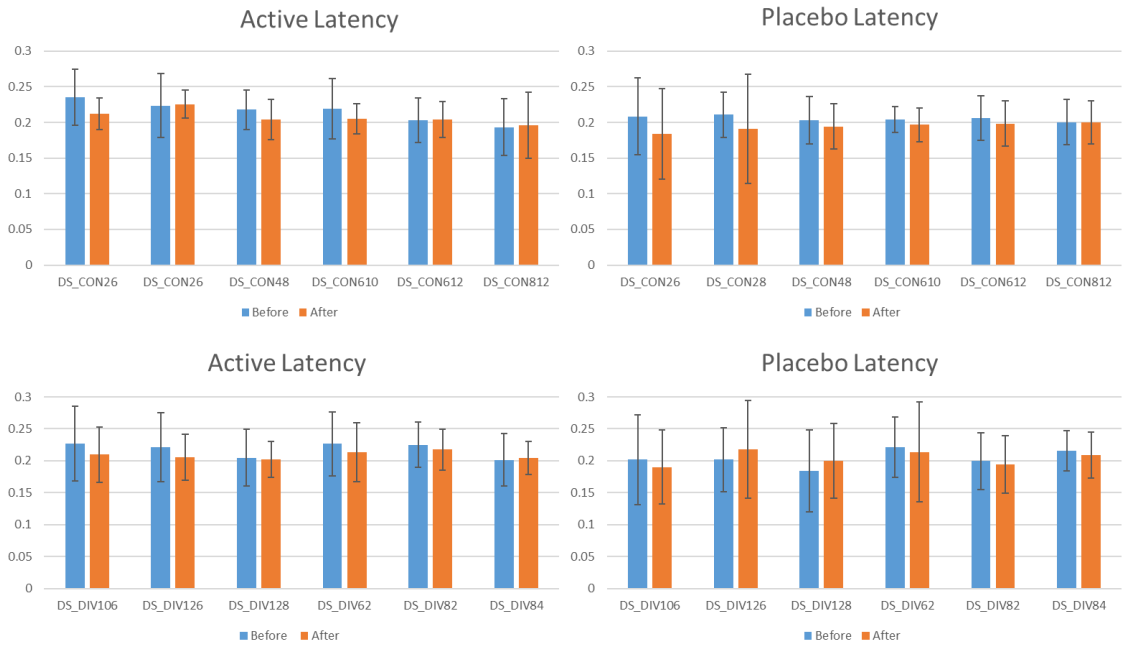 Active Latency
0.3
0.25
0.2
0.15
0.1
0.05
0
DS_CON26 DS_CON26 DS_CON48 DS_CON610 DS_CON612 DS_CON812
Before After
Placebo Latency
0.3
0.25
0.2
0.15
0.1
0.05
0
DS_CON26 DS_CON28 DS_CON48 DS_CON610 DS_CON612 DS_CON812
Before After
Active Latency
0.3
0.25
0.2
0.15
0.1
0.05
0
DS_DIV106 DS_DIV126 DS_DIV128 DS_DIV62 DS_DIV82 DS_DIV84
Before After
Placebo Latency
0.3
0.25
0.2
0.15
0.1
0.05
0
DS_DIV106 DS_DIV126 DS_DIV128 DS_DIV62 DS_DIV82 DS_DIV84
Before After